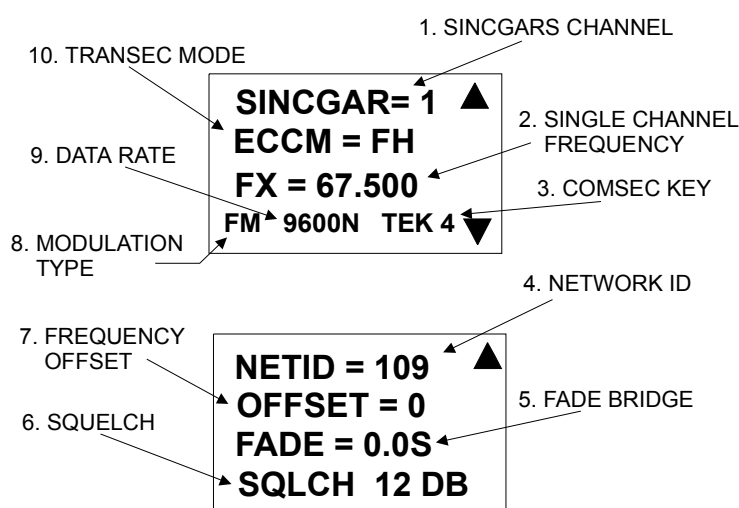 1. SINCGARS CHANNEL
10. TRANSEC MODE
SINCGAR= 1
ECCM = FH
2. SINGLE CHANNEL
FREQUENCY
9. DATA RATE
FX = 67.500
3. COMSEC KEY
FM 9600N TEK 4
8. MODULATION
TYPE
4. NETWORK ID
7. FREQUENCY
OFFSET
NETID = 109
OFFSET = 0
5. FADE BRIDGE
6. SQUELCH
FADE = 0.0S
SQLCH 12 DB